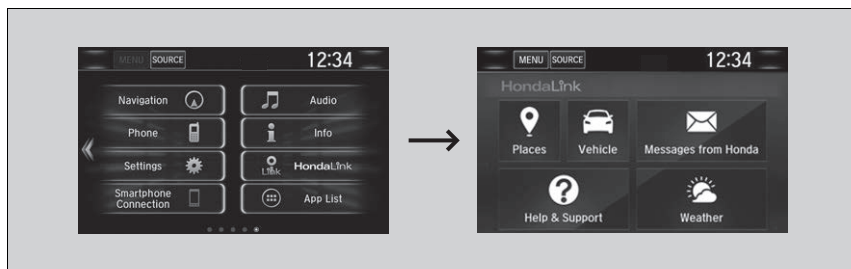 MENU SOURCE 12:34
Navigation Audio
Phone Info
Settings Link HondaLink
Smartphone
Connection App List
MENU SOURCE 12:34
HondaLink
Places Vehicle Messages from Honda
Help & Support Weather